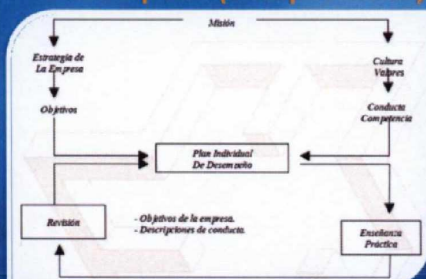 Misión
Estrategia de
La Empresa
Cultura
Valores
Objetivos
Conducta
Competencia
Plan Individual
De Desempeño
Revisión
- Objetivos de la empresa.
- Descripciones de conducta.
Enseñanza
Práctica